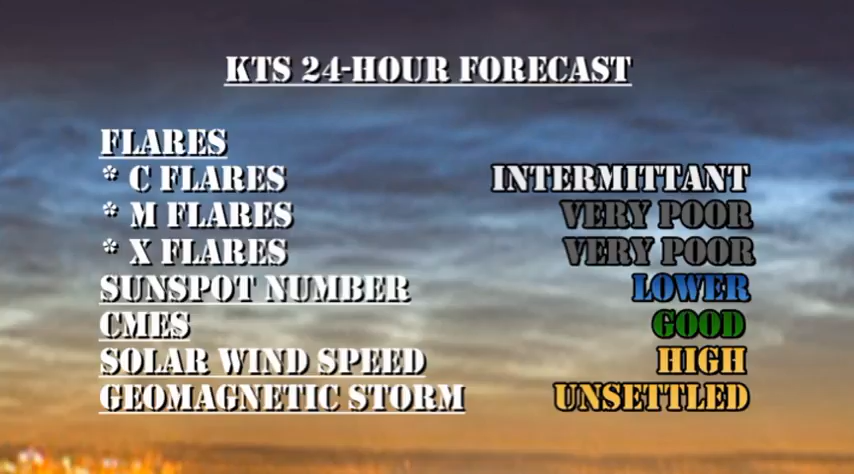 KTS 24-HOUR FORECAST
FLARES
* C FLARES INTERMITTANT
* M FLARES VERY POOR
* X FLARES VERY POOR
SUNSPOT NUMBER LOWER
CMES GOOD
SOLAR WIND SPEED HIGH
GEOMAGNETIC STORM UNSETTLED